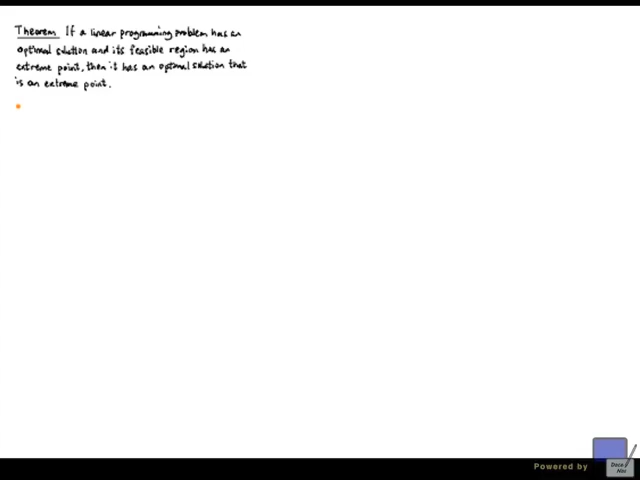 Theorem If a linear programming problem has an
optimal solution and its feasible region has an
extreme point, then it has an optimal solution that
is an extreme point.
Powered by